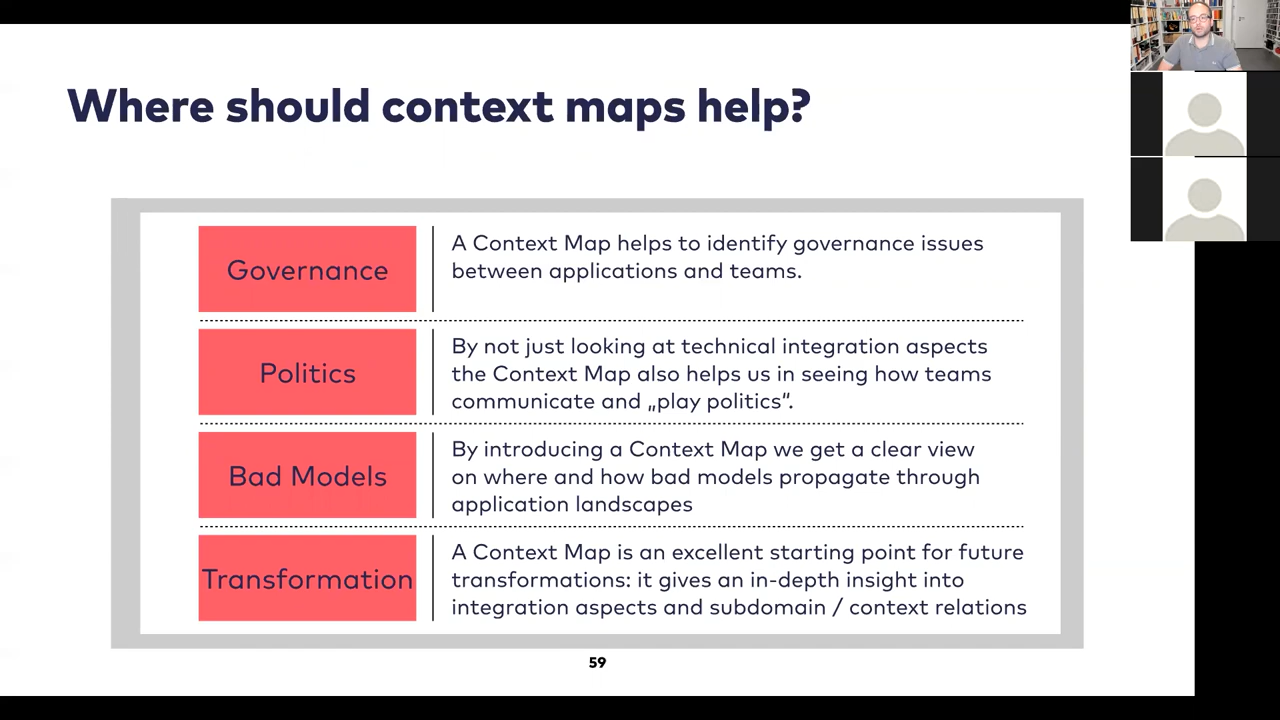 Where should context maps help?
Governance
A Context Map helps to identify governance issues
between applications and teams.
Politics
By not just looking at technical integration aspects
the Context Map also helps us in seeing how teams
communicate and „play politics“.
Bad Models
By introducing a Context Map we get a clear view
on where and how bad models propagate through
application landscapes
Transformation
A Context Map is an excellent starting point for future
transformations: it gives an in-depth insight into
integration aspects and subdomain / context relations
59